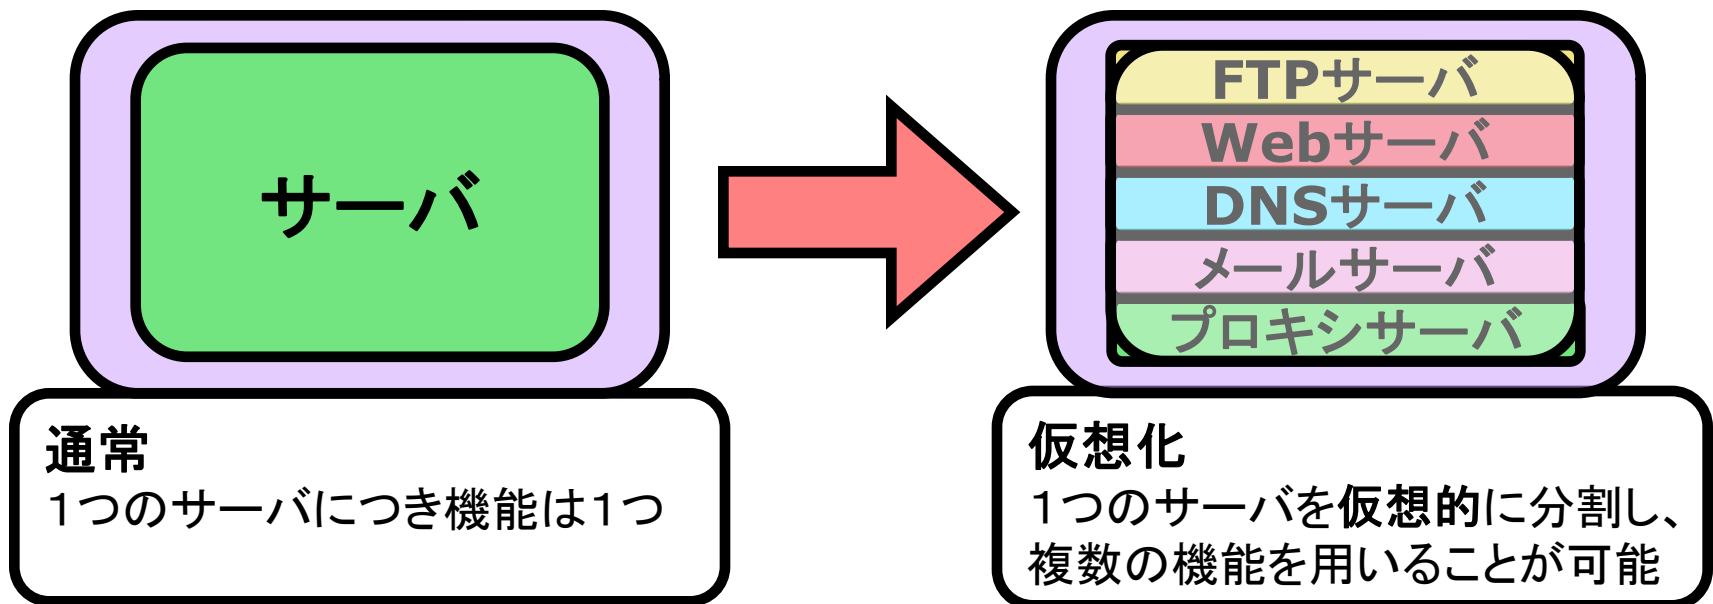 サーバ
FTPサーバ
Webサーバ
DNSサーバ
メールサーバ
プロキシサーバ
通常
１つのサーバにつき機能は１つ
仮想化
１つのサーバを仮想的に分割し、
複数の機能を用いることが可能